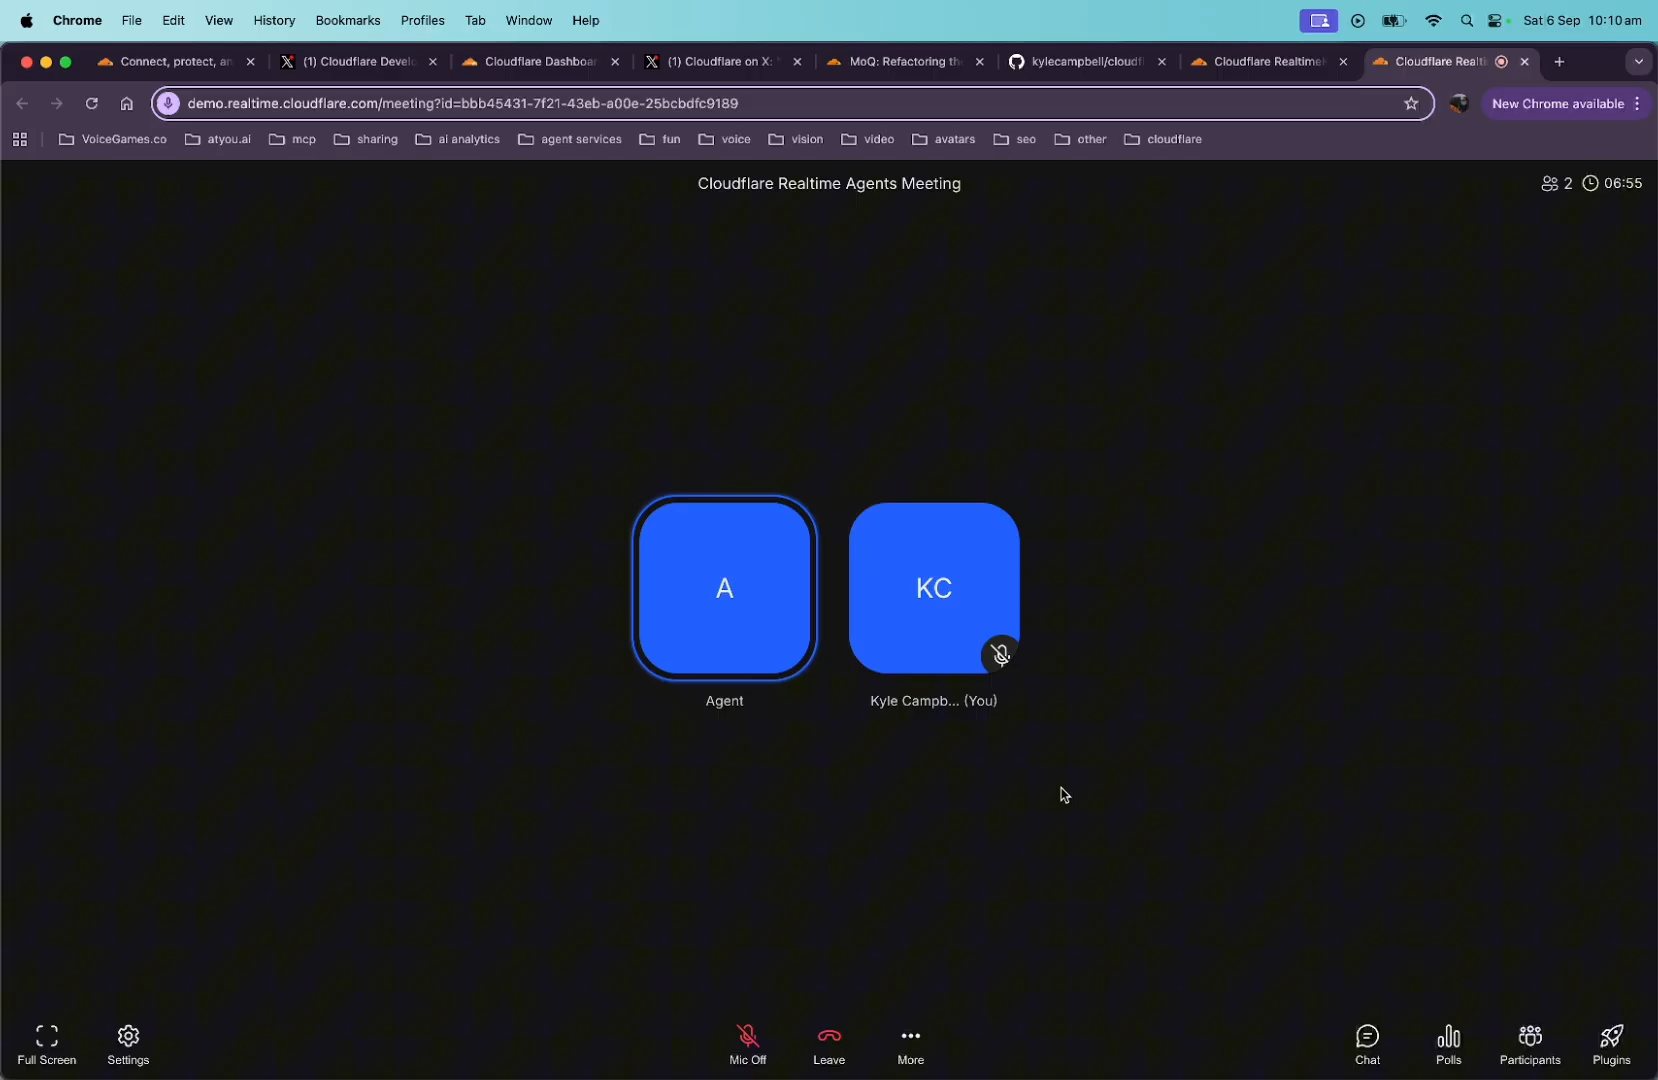 Chrome File Edit View History Bookmarks Profiles Tab Window Help Sat 6 Sep 10:10 am
Connect, protect, an (1) Cloudflare Devel Cloudflare Dashboa (1) Cloudflare on X: " MoQ: Refactoring th kylecampbell/cloudf Cloudflare Realtime Cloudflare Realti
demo.realtime.cloudflare.com/meeting?id=bbb45431-7f21-43eb-a00e-25bcbdfc9189 New Chrome available
VoiceGames.co atyou.ai mcp sharing ai analytics agent services fun voice vision video avatars seo other cloudflare
Cloudflare Realtime Agents Meeting 2 06:55
A KC
Agent Kyle Campb... (You)
Full Screen Settings Mic Off Leave More Chat Polls Participants Plugins